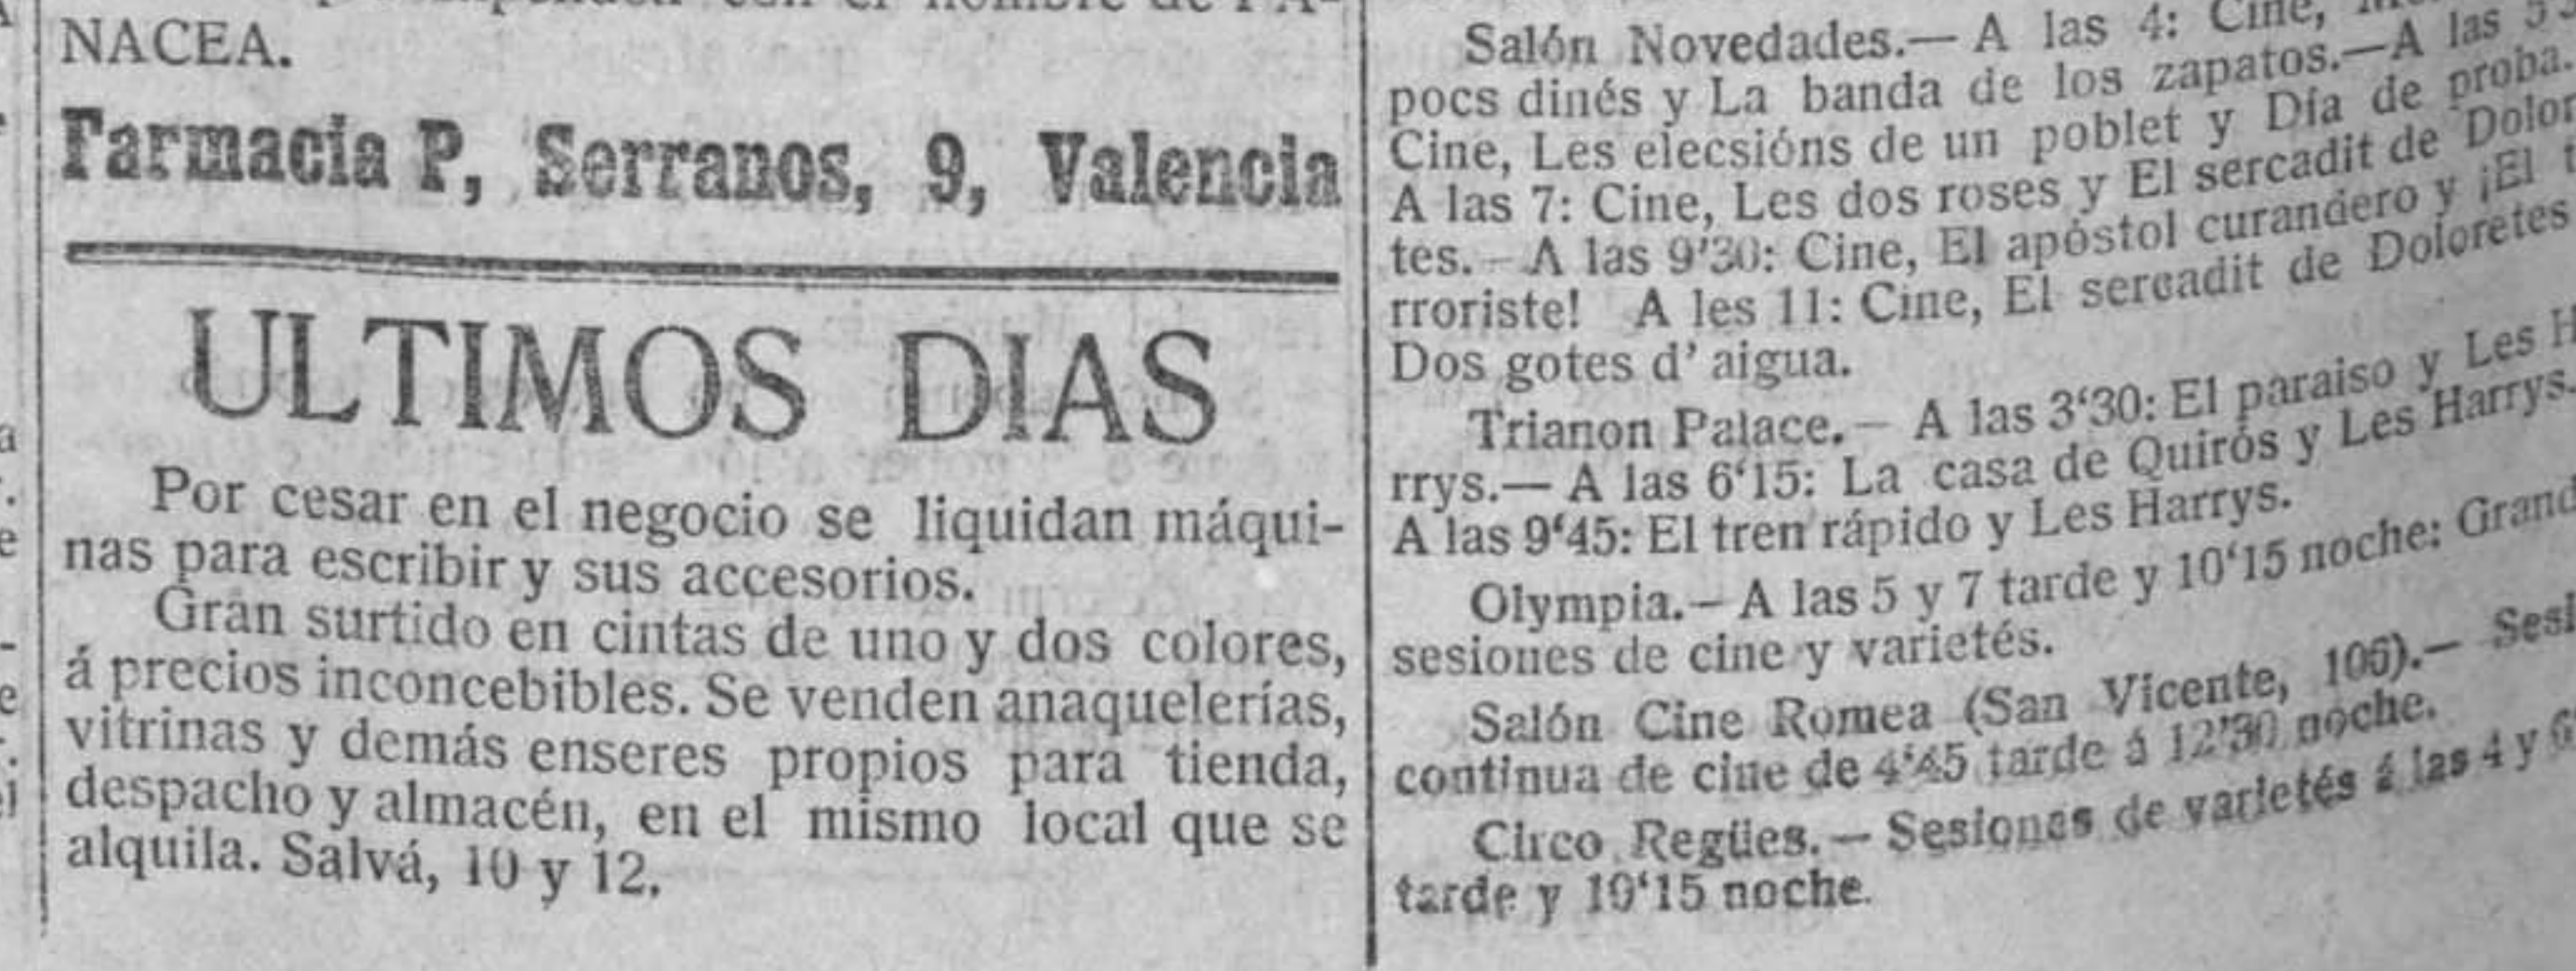 NACEA.
Farmacia P, Serranos, 9, Valencia
ULTIMOS DIAS
Por cesar en el negocio se liquidan máqui-
nas para escribir y sus accesorios.
Gran surtido en cintas de uno y dos colores,
á precios inconcebibles. Se venden anaquelerías,
vitrinas y demás enseres propios para tienda,
despacho y almacén, en el mismo local que se
alquila. Salvá, 10 y 12.
Salón Novedades.— A las 4: Cine,
pocs dinés y La banda de los zapatos.—A las
Cine, Les elecsións de un poblet y Día de proba.
A las 7: Cine, Les dos roses y El sercadit de
tes.—A las 9'30: Cine, El apóstol curandero y ¡El
rroriste! A les 11: Cine, El sercadit de Doloretes
Dos gotes d' aigua.
Trianon Palace.— A las 3'30: El paraiso y Les
rrys.— A las 6'15: La casa de Quirós y Les Harrys.
A las 9'45: El tren rápido y Les Harrys.
Olympia.—A las 5 y 7 tarde y 10'15 noche: Grand
sesiones de cine y varietés.
Salón Cine Romea (San Vicente, 106).— Sesi
continua de cine de 4'45 tarde á 12'30 noche.
Circo Regües.—Sesiones de varietés á las 4 y 6
tarde y 10'15 noche.